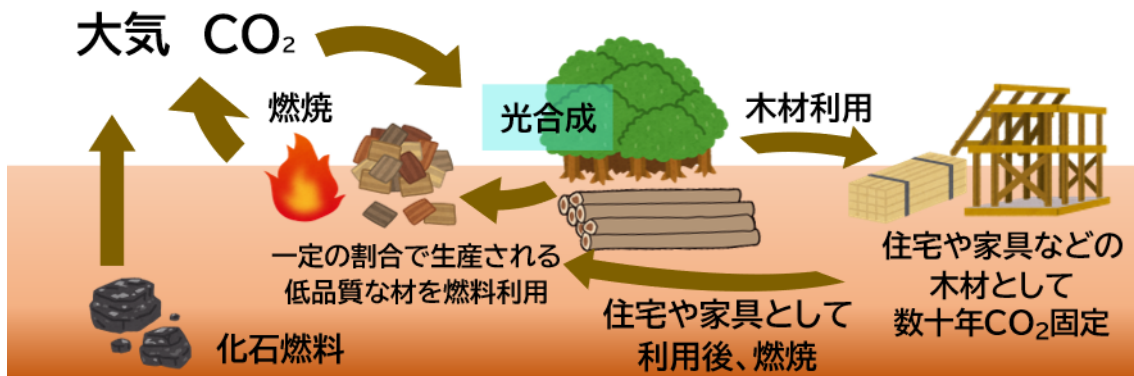 大気 CO₂
燃焼
光合成
木材利用
一定の割合で生産される
低品質な材を燃料利用
住宅や家具などの
木材として
数十年CO₂固定
住宅や家具として
利用後、燃焼
化石燃料